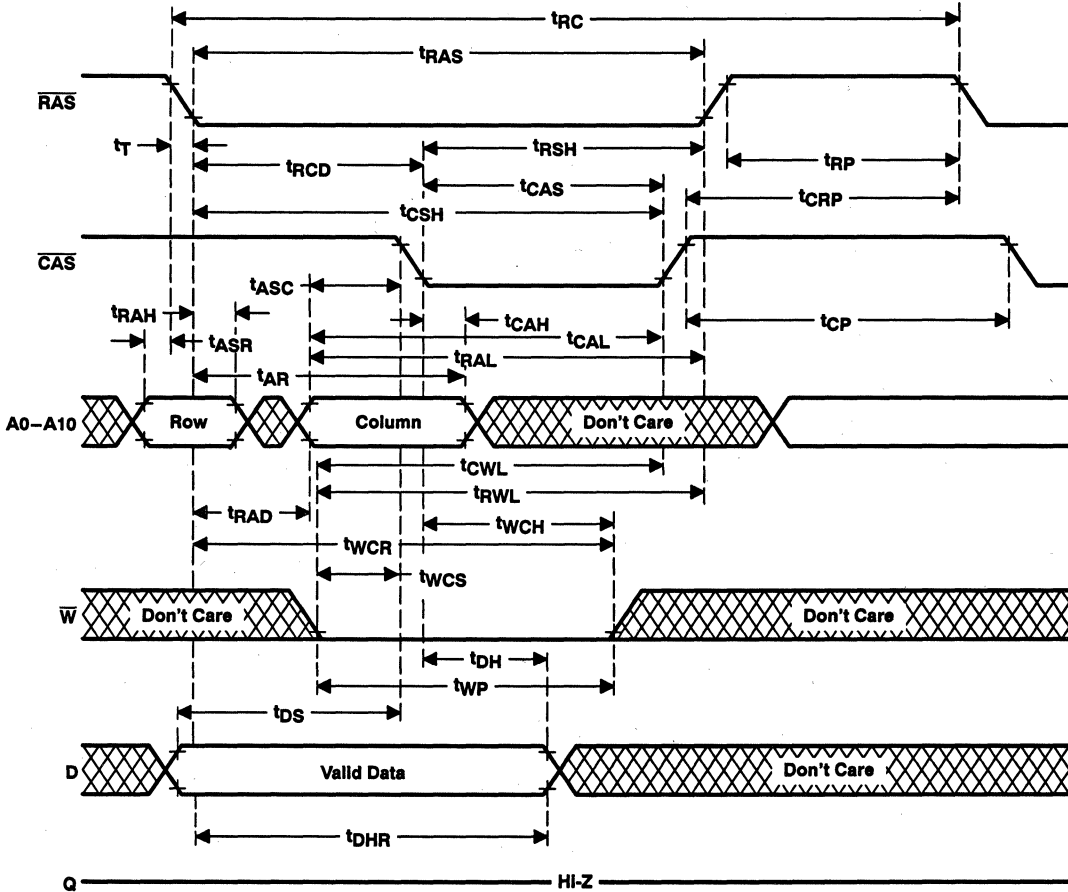 tRC
tRAS
R̅A̅S̅
tT
tRSH
tRCD
tRP
tCAS
tCRP
tCSH
C̅A̅S̅
tASC
tRAH
tCAH
tCP
tASR
tCAL
tRAL
tAR
A0–A10
Row
Column
Don't Care
tCWL
tRWL
tRAD
tWCH
tWCR
tWCS
W̅
Don't Care
Don't Care
tDH
tWP
tDS
D
Valid Data
Don't Care
tDHR
Q
HI-Z